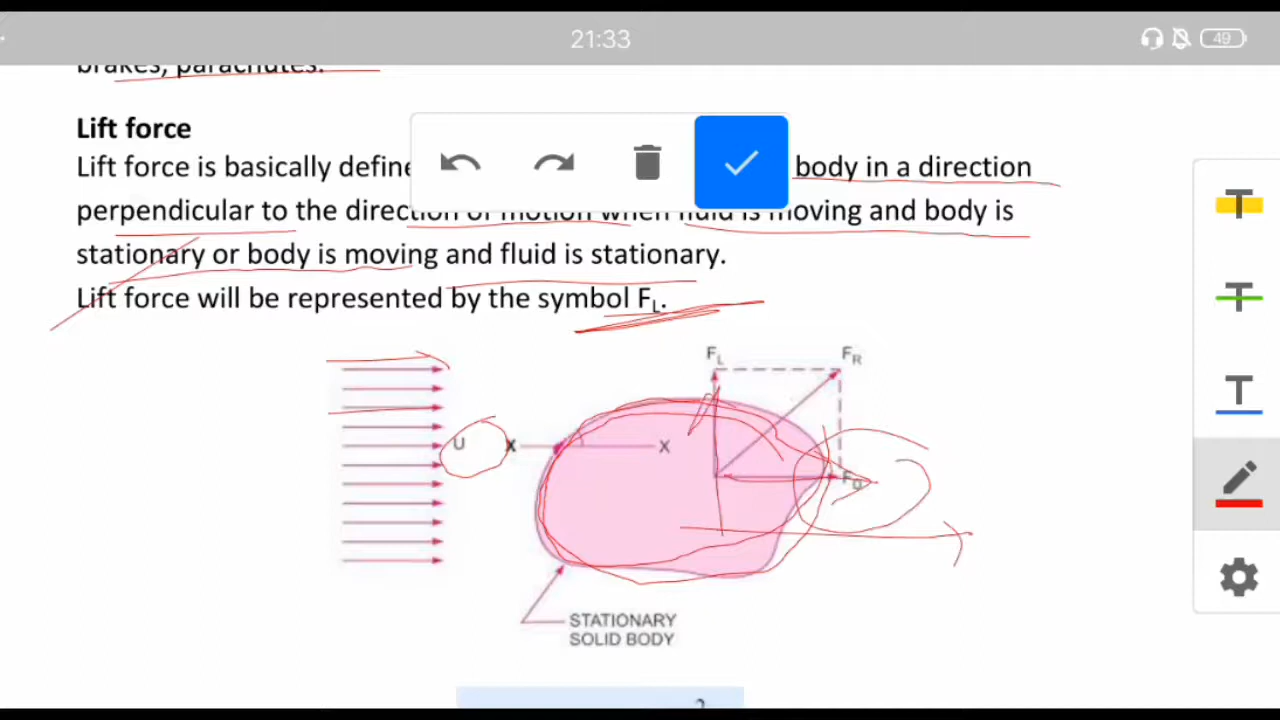 21:33
49
brakes, parachutes.
Lift force
Lift force is basically define body in a direction
perpendicular to the direction of motion when fluid is moving and body is
stationary or body is moving and fluid is stationary.
Lift force will be represented by the symbol FL.
FL FR
U X X
FD
STATIONARY
SOLID BODY
2
T
T
T